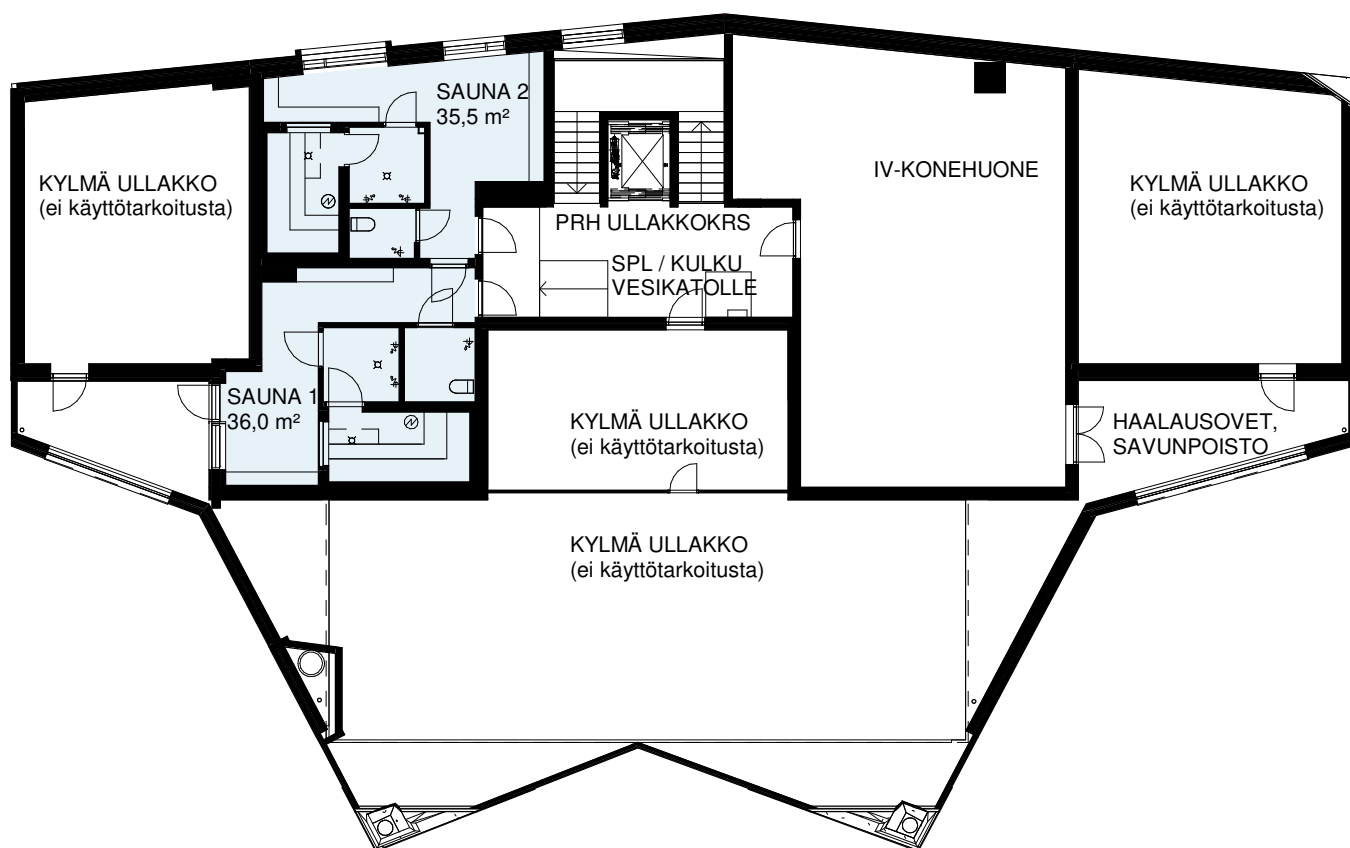 SAUNA 2
35,5 m²
KYLMÄ ULLAKKO
(ei käyttötarkoitusta)
IV-KONEHUONE
KYLMÄ ULLAKKO
(ei käyttötarkoitusta)
PRH ULLAKKOKRS
SPL / KULKU
VESIKATOLLE
SAUNA 1
36,0 m²
KYLMÄ ULLAKKO
(ei käyttötarkoitusta)
HAALAUSOVET,
SAVUNPOISTO
KYLMÄ ULLAKKO
(ei käyttötarkoitusta)